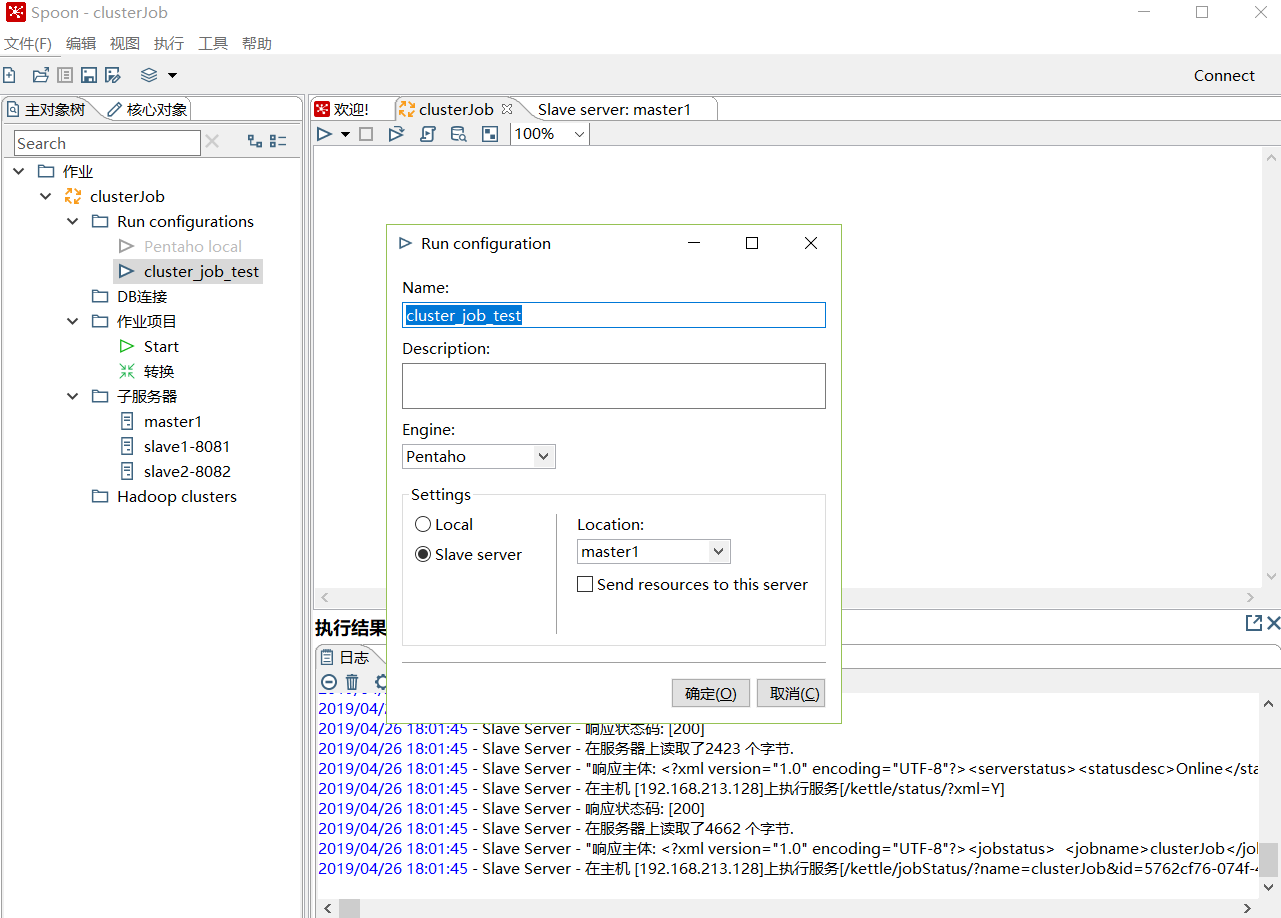 Spoon - clusterJob
文件(F) 编辑 视图 执行 工具 帮助
Connect
主对象树 核心对象
Search
作业
clusterJob
Run configurations
Pentaho local
cluster_job_test
DB连接
作业项目
Start
转换
子服务器
master1
slave1-8081
slave2-8082
Hadoop clusters
欢迎! clusterJob Slave server: master1
100%
Run configuration
Name:
cluster_job_test
Description:
Engine:
Pentaho
Settings
Local
Slave server
Location:
master1
Send resources to this server
确定(O) 取消(C)
执行结果
日志
2019/04/26 18:01:45 - Slave Server - 响应状态码: [200]
2019/04/26 18:01:45 - Slave Server - 在服务器上读取了2423 个字节.
2019/04/26 18:01:45 - Slave Server - "响应主体: <?xml version="1.0" encoding="UTF-8"?><serverstatus><statusdesc>Online</sta
2019/04/26 18:01:45 - Slave Server - 在主机 [192.168.213.128]上执行服务[/kettle/status/?xml=Y]
2019/04/26 18:01:45 - Slave Server - 响应状态码: [200]
2019/04/26 18:01:45 - Slave Server - 在服务器上读取了4662 个字节.
2019/04/26 18:01:45 - Slave Server - "响应主体: <?xml version="1.0" encoding="UTF-8"?><jobstatus> <jobname>clusterJob</jol
2019/04/26 18:01:45 - Slave Server - 在主机 [192.168.213.128]上执行服务[/kettle/jobStatus/?name=clusterJob&id=5762cf76-074f-